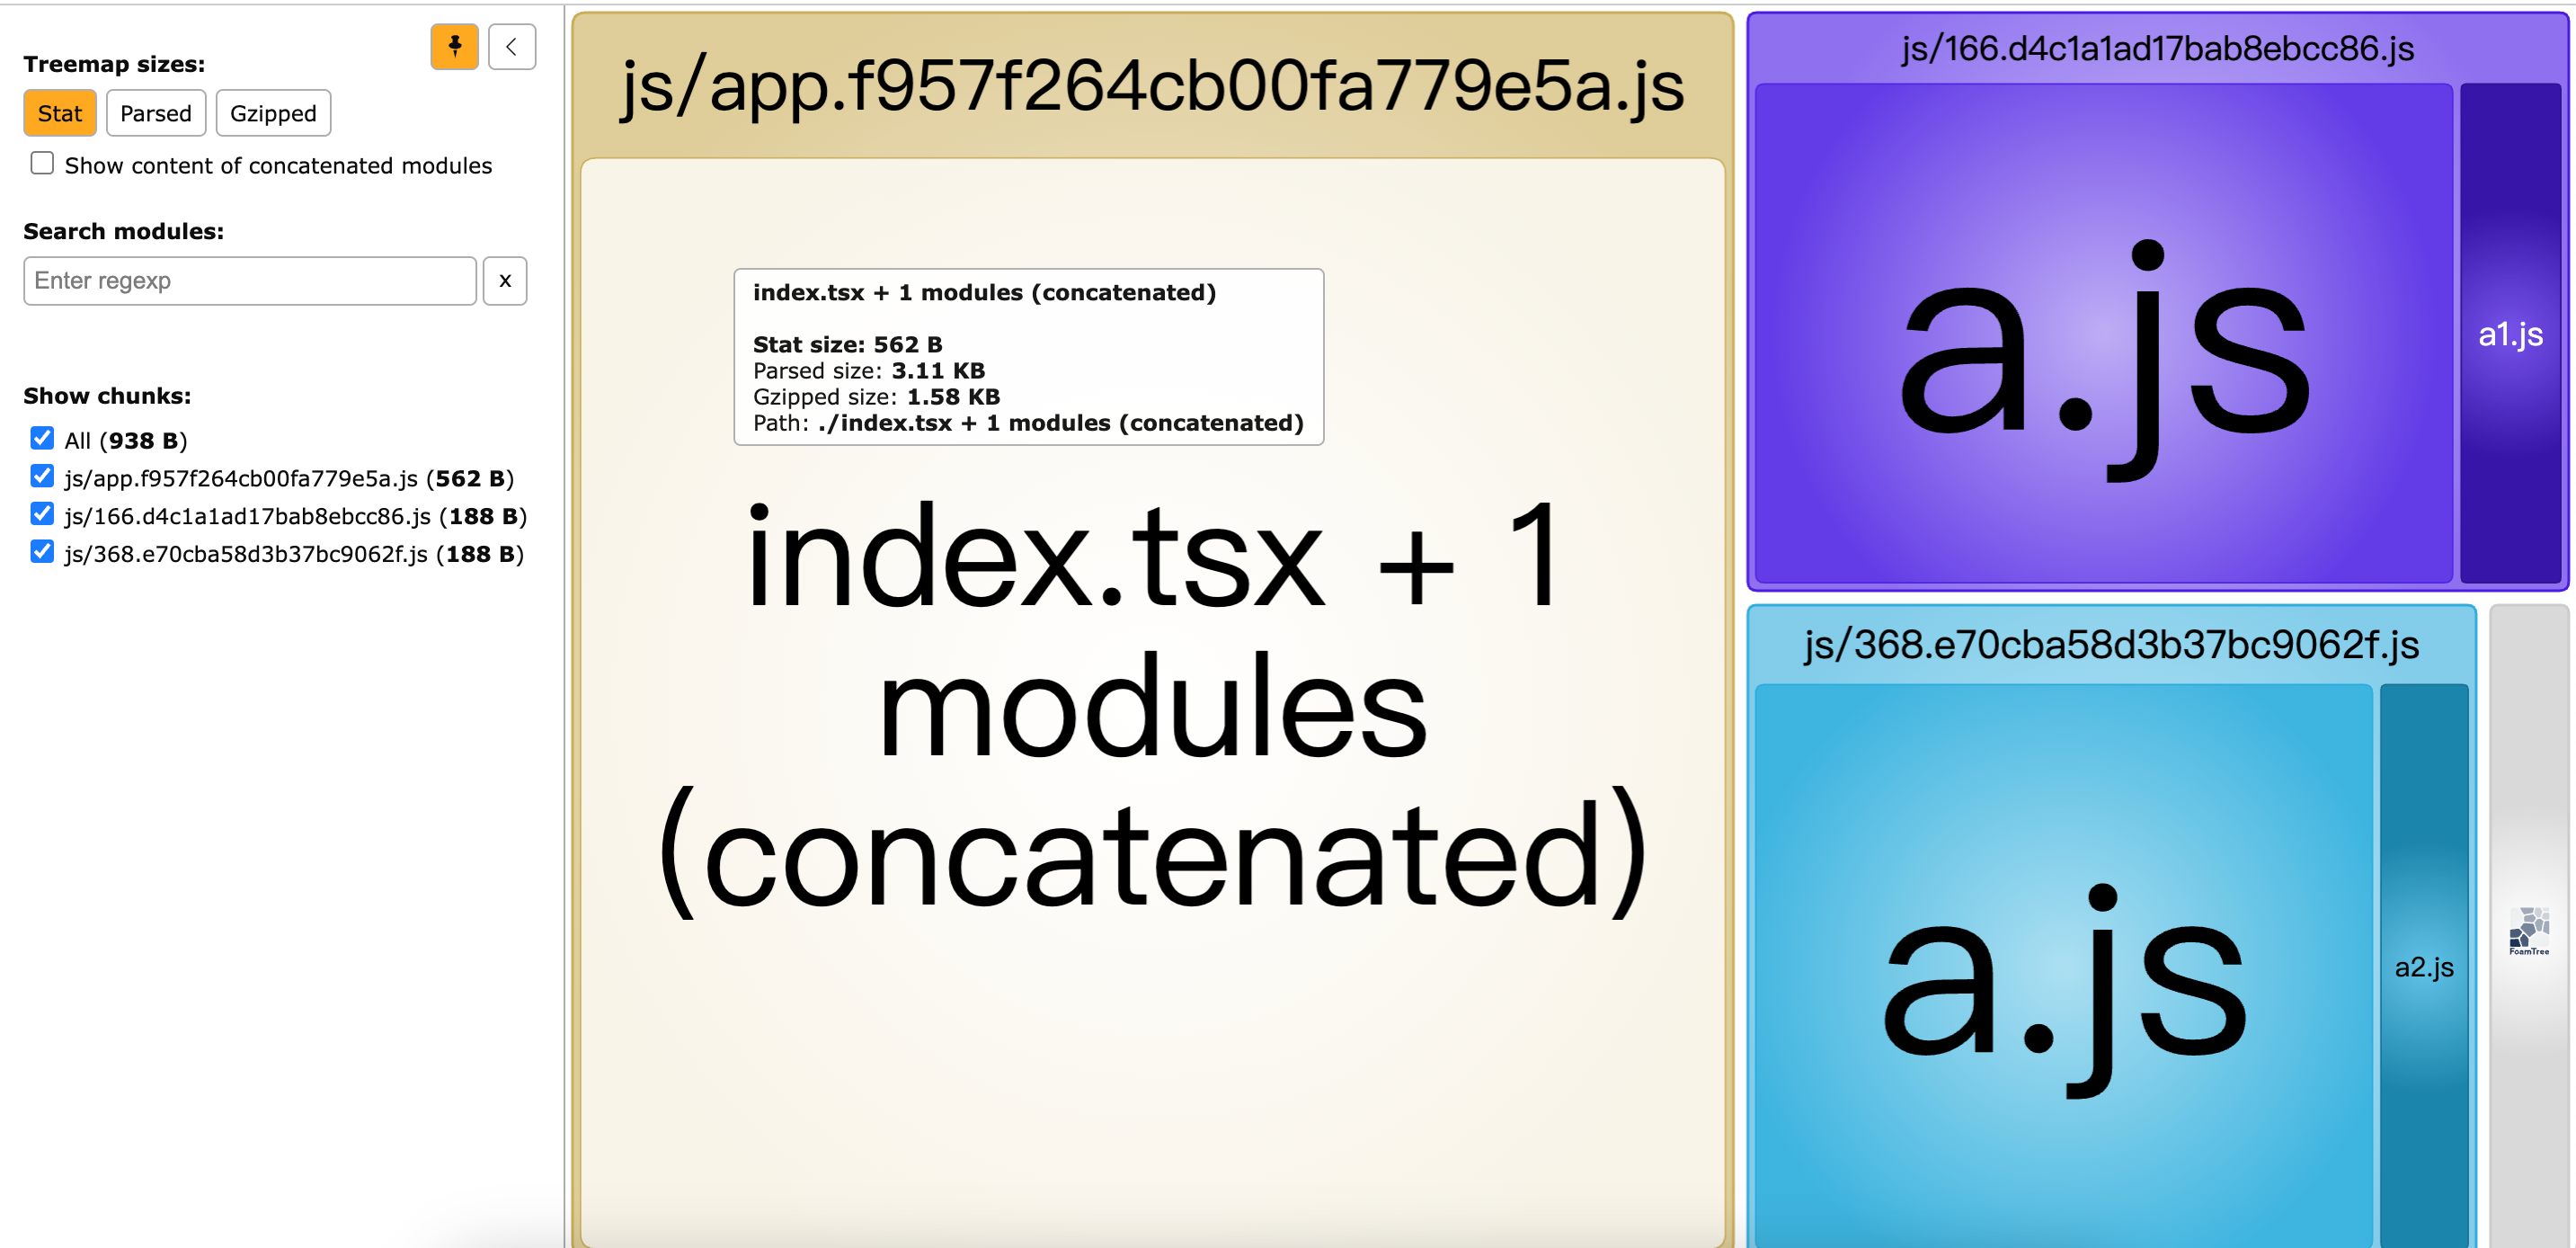 Treemap sizes:
Stat
Parsed
Gzipped
Show content of concatenated modules
Search modules:
Enter regexp
x
Show chunks:
All (938 B)
js/app.f957f264cb00fa779e5a.js (562 B)
js/166.d4c1a1ad17bab8ebcc86.js (188 B)
js/368.e70cba58d3b37bc9062f.js (188 B)
js/app.f957f264cb00fa779e5a.js
index.tsx + 1 modules (concatenated)
Stat size: 562 B
Parsed size: 3.11 KB
Gzipped size: 1.58 KB
Path: ./index.tsx + 1 modules (concatenated)
index.tsx + 1
modules
(concatenated)
js/166.d4c1a1ad17bab8ebcc86.js
a.js
a1.js
js/368.e70cba58d3b37bc9062f.js
a.js
a2.js
FoamTree